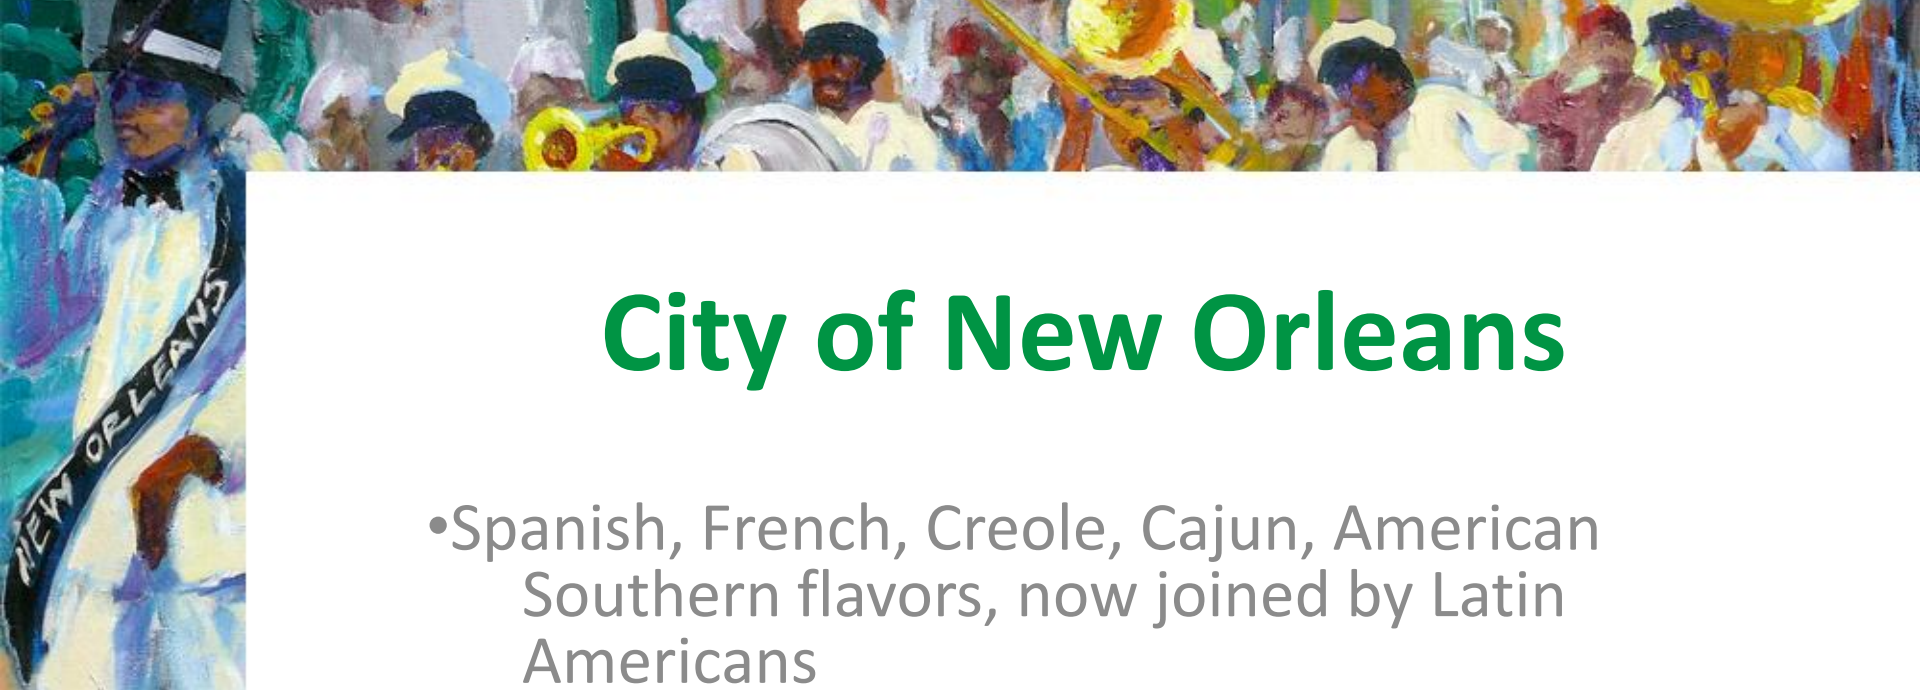 NEW ORLEANS
City of New Orleans
•Spanish, French, Creole, Cajun, American
Southern flavors, now joined by Latin
Americans